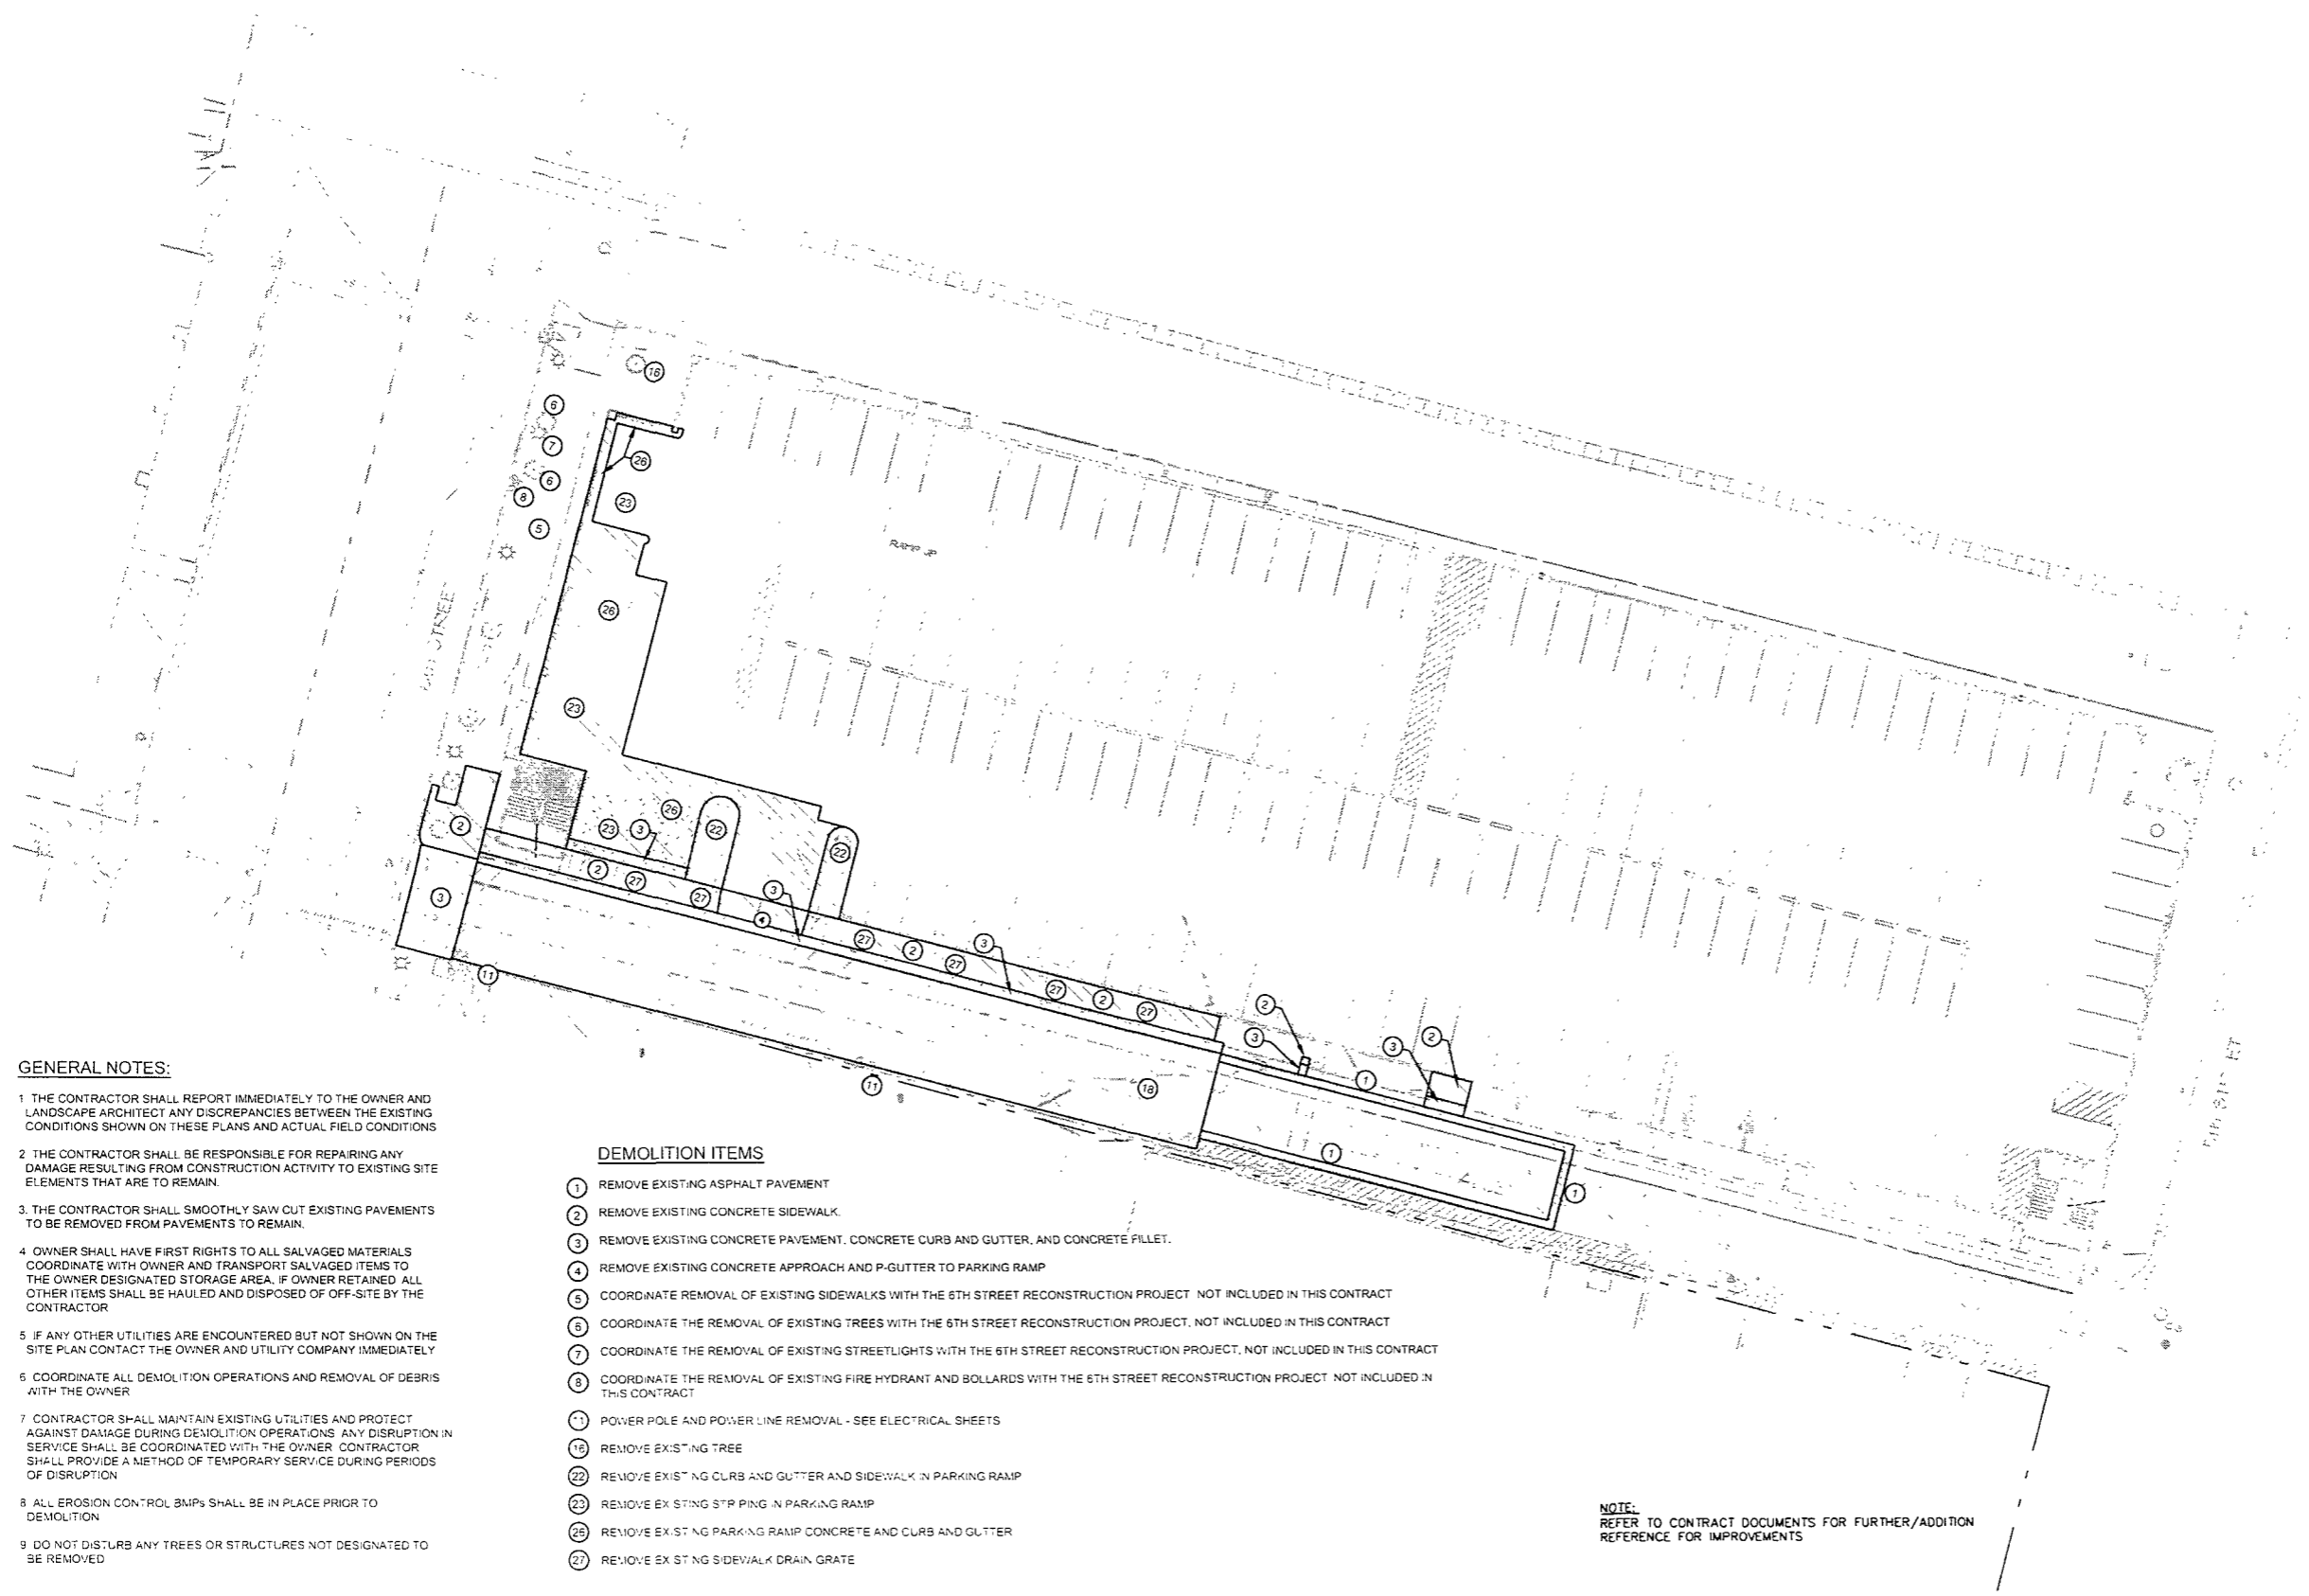 RAMP UP
GENERAL NOTES:
1 THE CONTRACTOR SHALL REPORT IMMEDIATELY TO THE OWNER AND
LANDSCAPE ARCHITECT ANY DISCREPANCIES BETWEEN THE EXISTING
CONDITIONS SHOWN ON THESE PLANS AND ACTUAL FIELD CONDITIONS
2 THE CONTRACTOR SHALL BE RESPONSIBLE FOR REPAIRING ANY
DAMAGE RESULTING FROM CONSTRUCTION ACTIVITY TO EXISTING SITE
ELEMENTS THAT ARE TO REMAIN.
3. THE CONTRACTOR SHALL SMOOTHLY SAW CUT EXISTING PAVEMENTS
TO BE REMOVED FROM PAVEMENTS TO REMAIN.
4 OWNER SHALL HAVE FIRST RIGHTS TO ALL SALVAGED MATERIALS
COORDINATE WITH OWNER AND TRANSPORT SALVAGED ITEMS TO
THE OWNER DESIGNATED STORAGE AREA, IF OWNER RETAINED ALL
OTHER ITEMS SHALL BE HAULED AND DISPOSED OF OFF-SITE BY THE
CONTRACTOR
5 IF ANY OTHER UTILITIES ARE ENCOUNTERED BUT NOT SHOWN ON THE
SITE PLAN CONTACT THE OWNER AND UTILITY COMPANY IMMEDIATELY
6 COORDINATE ALL DEMOLITION OPERATIONS AND REMOVAL OF DEBRIS
WITH THE OWNER
7 CONTRACTOR SHALL MAINTAIN EXISTING UTILITIES AND PROTECT
AGAINST DAMAGE DURING DEMOLITION OPERATIONS ANY DISRUPTION IN
SERVICE SHALL BE COORDINATED WITH THE OWNER CONTRACTOR
SHALL PROVIDE A METHOD OF TEMPORARY SERVICE DURING PERIODS
OF DISRUPTION
8 ALL EROSION CONTROL BMPs SHALL BE IN PLACE PRIOR TO
DEMOLITION
9 DO NOT DISTURB ANY TREES OR STRUCTURES NOT DESIGNATED TO
BE REMOVED
DEMOLITION ITEMS
1 REMOVE EXISTING ASPHALT PAVEMENT
2 REMOVE EXISTING CONCRETE SIDEWALK.
3 REMOVE EXISTING CONCRETE PAVEMENT, CONCRETE CURB AND GUTTER, AND CONCRETE FILLET.
4 REMOVE EXISTING CONCRETE APPROACH AND P-GUTTER TO PARKING RAMP
5 COORDINATE REMOVAL OF EXISTING SIDEWALKS WITH THE 6TH STREET RECONSTRUCTION PROJECT NOT INCLUDED IN THIS CONTRACT
6 COORDINATE THE REMOVAL OF EXISTING TREES WITH THE 6TH STREET RECONSTRUCTION PROJECT, NOT INCLUDED IN THIS CONTRACT
7 COORDINATE THE REMOVAL OF EXISTING STREETLIGHTS WITH THE 6TH STREET RECONSTRUCTION PROJECT, NOT INCLUDED IN THIS CONTRACT
8 COORDINATE THE REMOVAL OF EXISTING FIRE HYDRANT AND BOLLARDS WITH THE 6TH STREET RECONSTRUCTION PROJECT NOT INCLUDED IN
THIS CONTRACT
11 POWER POLE AND POWER LINE REMOVAL - SEE ELECTRICAL SHEETS
16 REMOVE EXISTING TREE
22 REMOVE EXISTING CURB AND GUTTER AND SIDEWALK IN PARKING RAMP
23 REMOVE EXISTING STRIPING IN PARKING RAMP
26 REMOVE EXISTING PARKING RAMP CONCRETE AND CURB AND GUTTER
27 REMOVE EXISTING SIDEWALK DRAIN GRATE
NOTE:
REFER TO CONTRACT DOCUMENTS FOR FURTHER/ADDITION
REFERENCE FOR IMPROVEMENTS